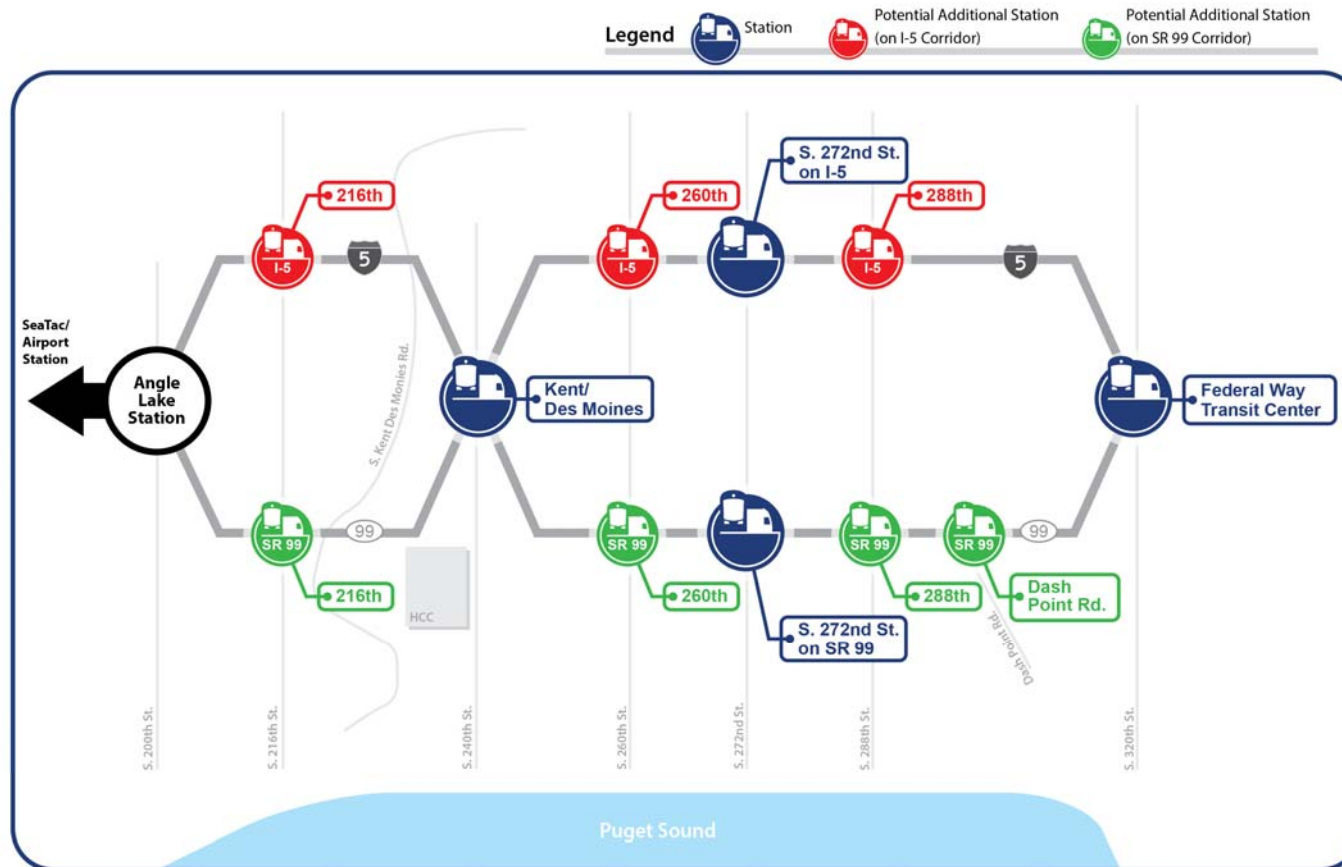 Legend
Station
Potential Additional Station
(on I-5 Corridor)
Potential Additional Station
(on SR 99 Corridor)
S. 272nd St.
on I-5
216th
260th
288th
I-5
5
I-5
I-5
5
SeaTac/
Airport
Station
Angle
Lake
Station
S. Kent Des Monies Rd.
Kent/
Des Moines
Federal Way
Transit Center
SR 99
99
SR 99
SR 99
SR 99
99
216th
260th
288th
Dash
Point Rd.
HCC
S. 272nd St.
on SR 99
Dash Point Rd.
S. 200th St.
S. 216th St.
S. 240th St.
S. 260th St.
S. 272nd St.
S. 288th St.
S. 320th St.
Puget Sound